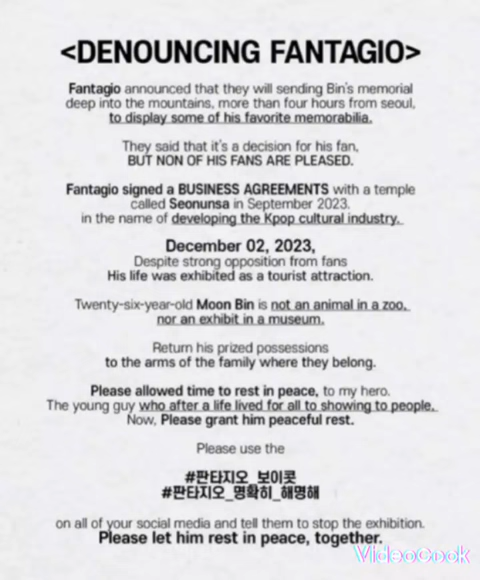 <DENOUNCING FANTAGIO>
Fantagio announced that they will sending Bin's memorial
deep into the mountains, more than four hours from seoul,
to display some of his favorite memorabilia.
They said that it's a decision for his fan,
BUT NON OF HIS FANS ARE PLEASED.
Fantagio signed a BUSINESS AGREEMENTS with a temple
called Seonunsa in September 2023.
in the name of developing the Kpop cultural industry.
December 02, 2023,
Despite strong opposition from fans
His life was exhibited as a tourist attraction.
Twenty-six-year-old Moon Bin is not an animal in a zoo,
nor an exhibit in a museum.
Return his prized possessions
to the arms of the family where they belong.
Please allowed time to rest in peace, to my hero.
The young guy who after a life lived for all to showing to people.
Now, Please grant him peaceful rest.
Please use the
#판타지오_보이콧
#판타지오_명확히_해명해
on all of your social media and tell them to stop the exhibition.
Please let him rest in peace, together.
VideoCook